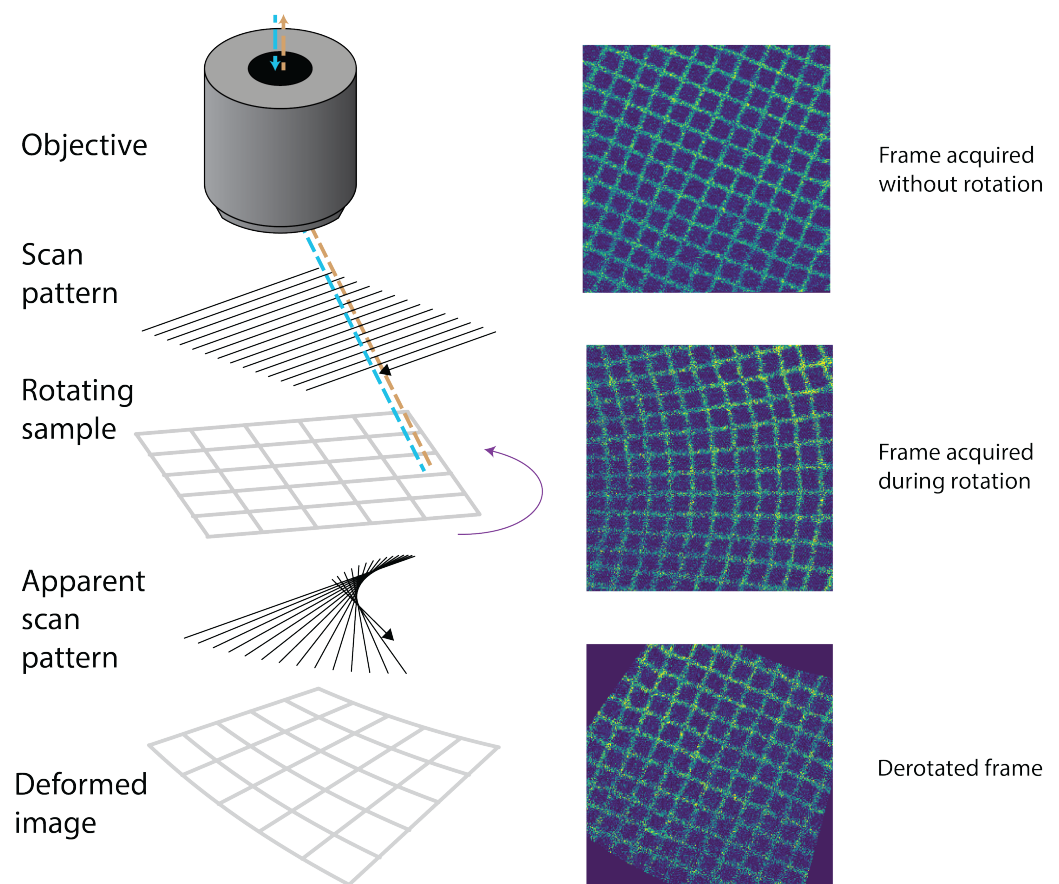 Objective
Scan
pattern
Rotating
sample
Apparent
scan
pattern
Deformed
image
Frame acquired
without rotation
Frame acquired
during rotation
Derotated frame